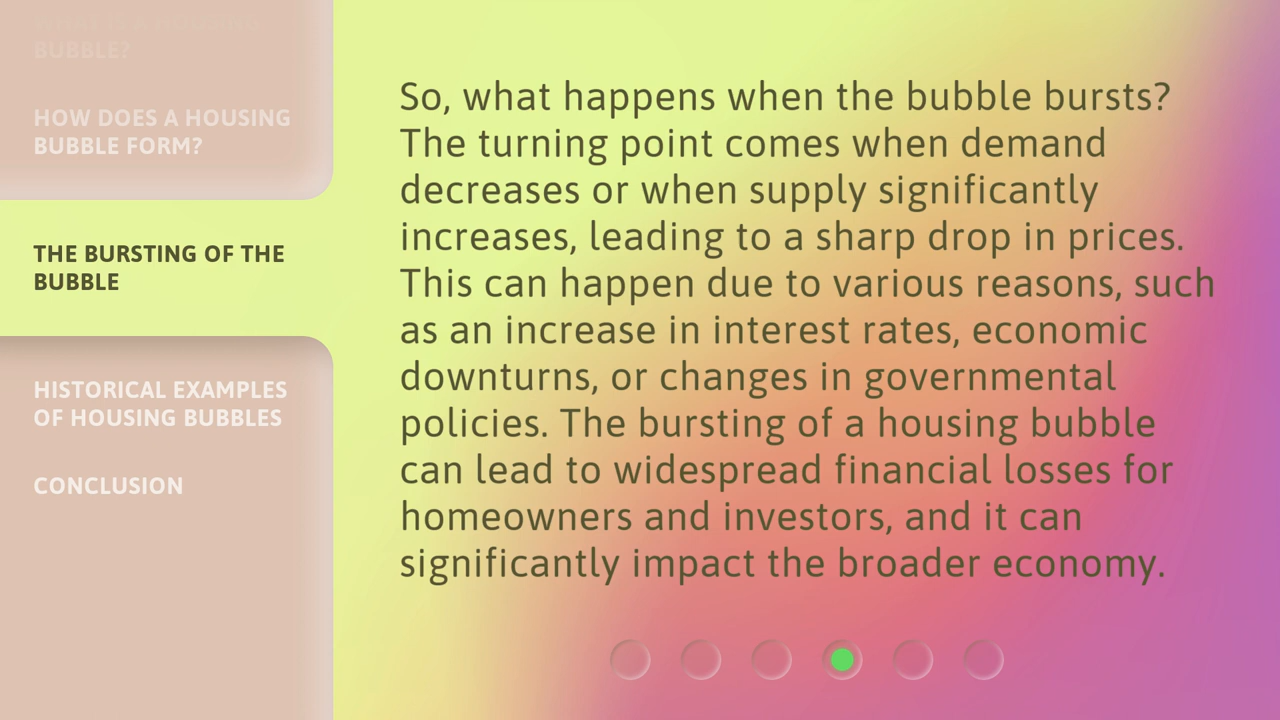 BUBBLE?
HOW DOES A HOUSING
BUBBLE FORM?
THE BURSTING OF THE
BUBBLE
HISTORICAL EXAMPLES
OF HOUSING BUBBLES
CONCLUSION
So, what happens when the bubble bursts?
The turning point comes when demand
decreases or when supply significantly
increases, leading to a sharp drop in prices.
This can happen due to various reasons, such
as an increase in interest rates, economic
downturns, or changes in governmental
policies. The bursting of a housing bubble
can lead to widespread financial losses for
homeowners and investors, and it can
significantly impact the broader economy.